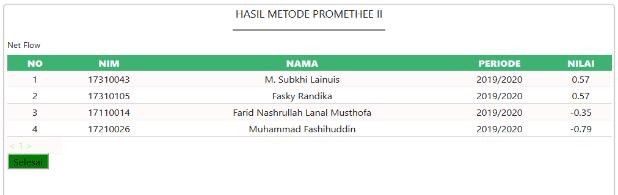 HASIL METODE PROMETHEE II
Net Flow
NO NIM NAMA PERIODE NILAI
1 17310043 M. Subkhi Lainuis 2019/2020 0.57
2 17310105 Fasky Randika 2019/2020 0.57
3 17110014 Farid Nashrullah Lanal Musthofa 2019/2020 -0.35
4 17210026 Muhammad Fashihuddin 2019/2020 -0.79
< 1 >
Selesai